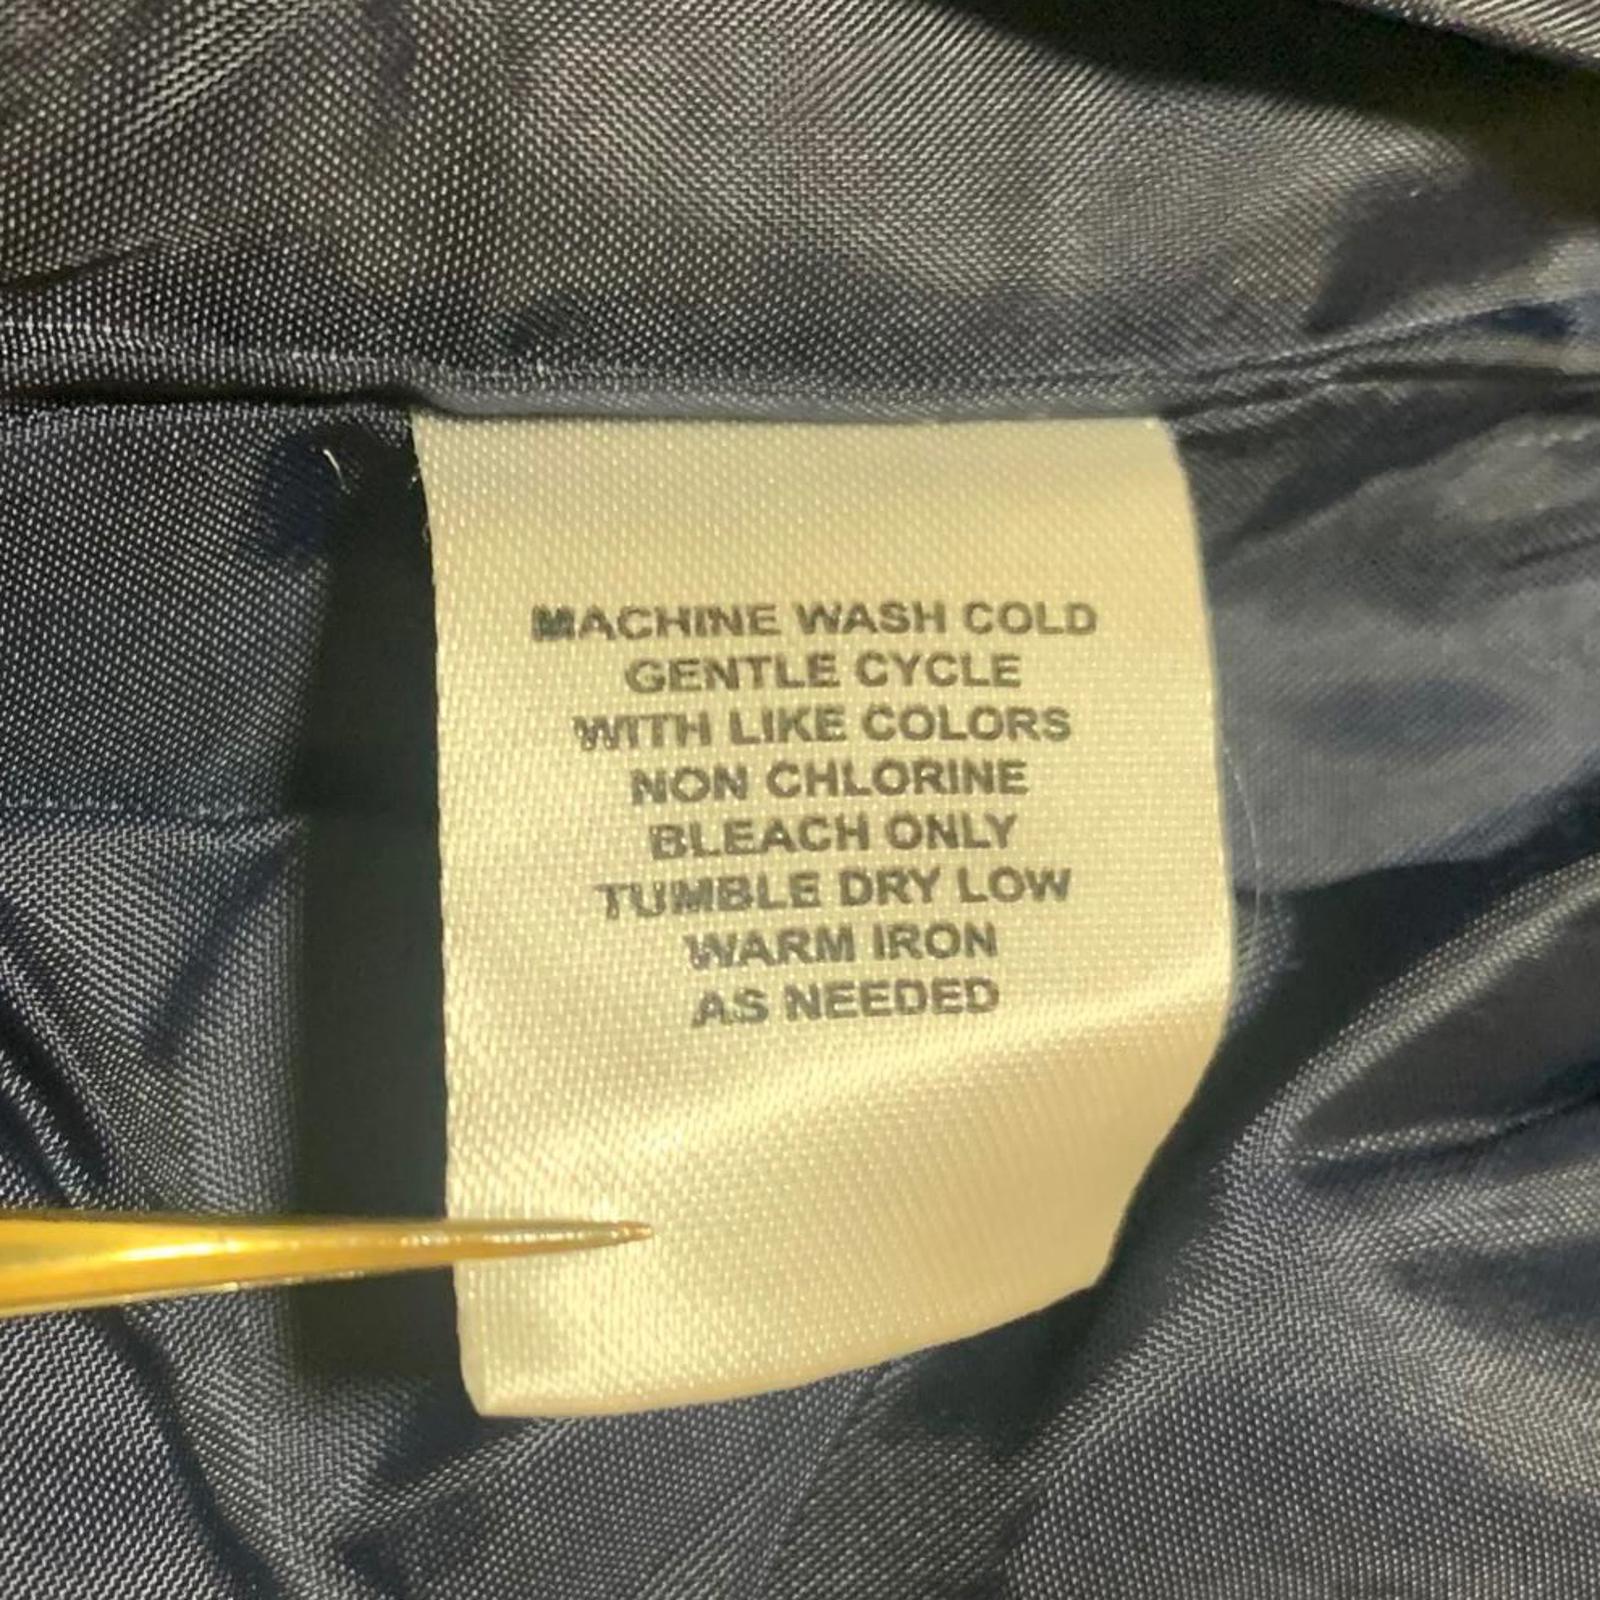 MACHINE WASH COLD
GENTLE CYCLE
WITH LIKE COLORS
NON CHLORINE
BLEACH ONLY
TUMBLE DRY LOW
WARM IRON
AS NEEDED